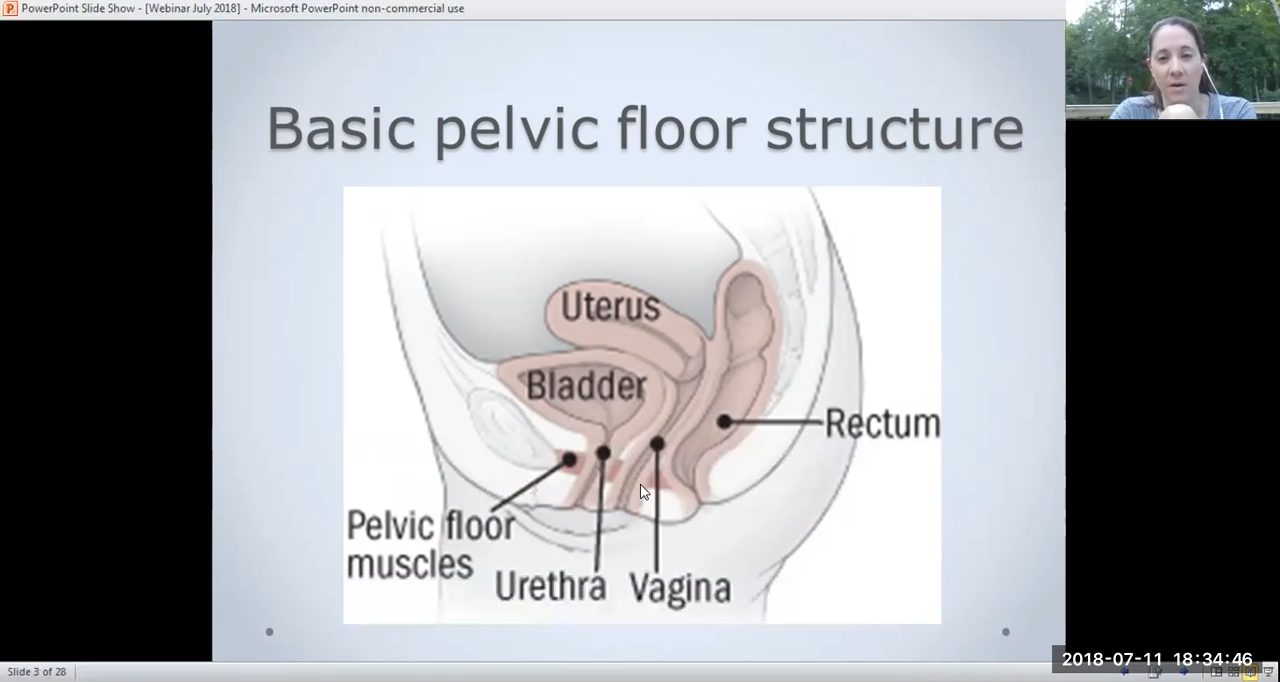 PowerPoint Slide Show - [Webinar July 2018] - Microsoft PowerPoint non-commercial use
Basic pelvic floor structure
Uterus
Bladder
Rectum
Pelvic floor
muscles
Urethra
Vagina
Slide 3 of 28
2018-07-11 18:34:46